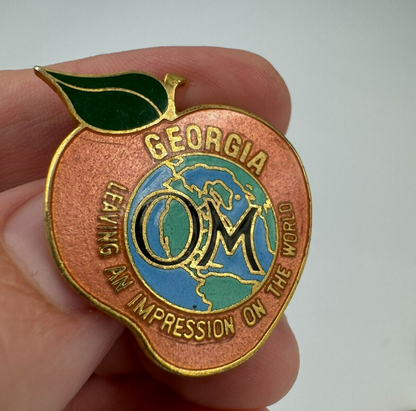 GEORGIA
OM
LEAVING AN IMPRESSION ON THE WORLD